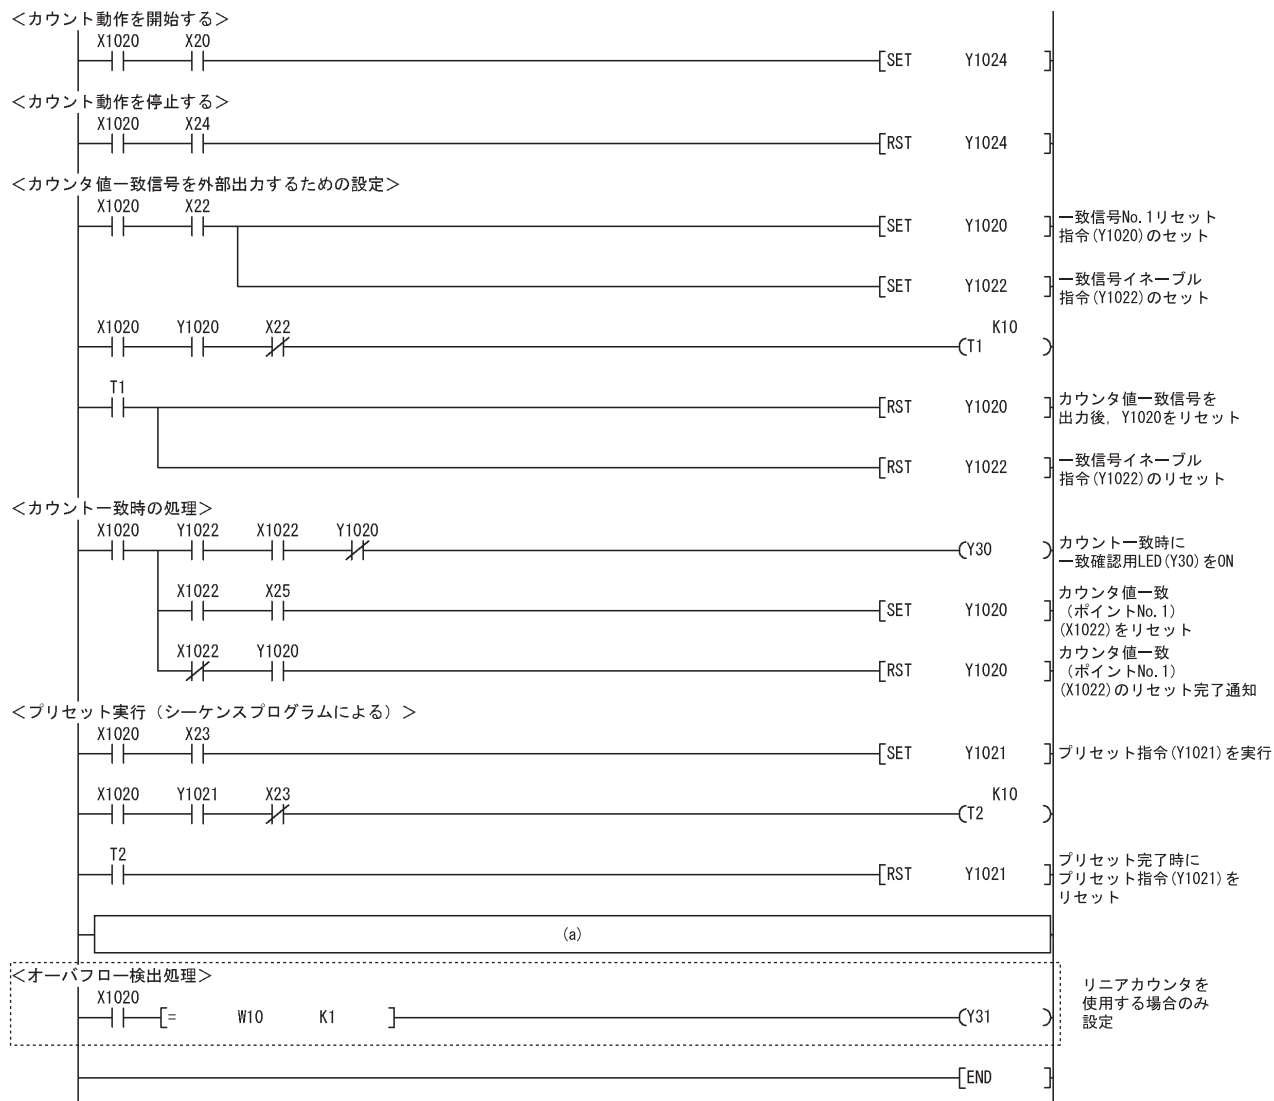 ＜カウント動作を開始する＞
X1020 X20
SET Y1024
＜カウント動作を停止する＞
X1020 X24
RST Y1024
＜カウンタ値一致信号を外部出力するための設定＞
X1020 X22
SET Y1020
一致信号No.1リセット
指令(Y1020)のセット
SET Y1022
一致信号イネーブル
指令(Y1022)のセット
X1020 Y1020 X22 K10
T1
T1
RST Y1020
カウンタ値一致信号を
出力後，Y1020をリセット
RST Y1022
一致信号イネーブル
指令(Y1022)のリセット
＜カウント一致時の処理＞
X1020 Y1022 X1022 Y1020
Y30
カウント一致時に
一致確認用LED(Y30)をON
X1022 X25
SET Y1020
カウンタ値一致
（ポイントNo.1）
(X1022)をリセット
X1022 Y1020
RST Y1020
カウンタ値一致
（ポイントNo.1）
(X1022)のリセット完了通知
＜プリセット実行（シーケンスプログラムによる）＞
X1020 X23
SET Y1021
プリセット指令(Y1021)を実行
X1020 Y1021 X23 K10
T2
T2
RST Y1021
プリセット完了時に
プリセット指令(Y1021)を
リセット
(a)
＜オーバフロー検出処理＞
X1020
= W10 K1
Y31
リニアカウンタを
使用する場合のみ
設定
END